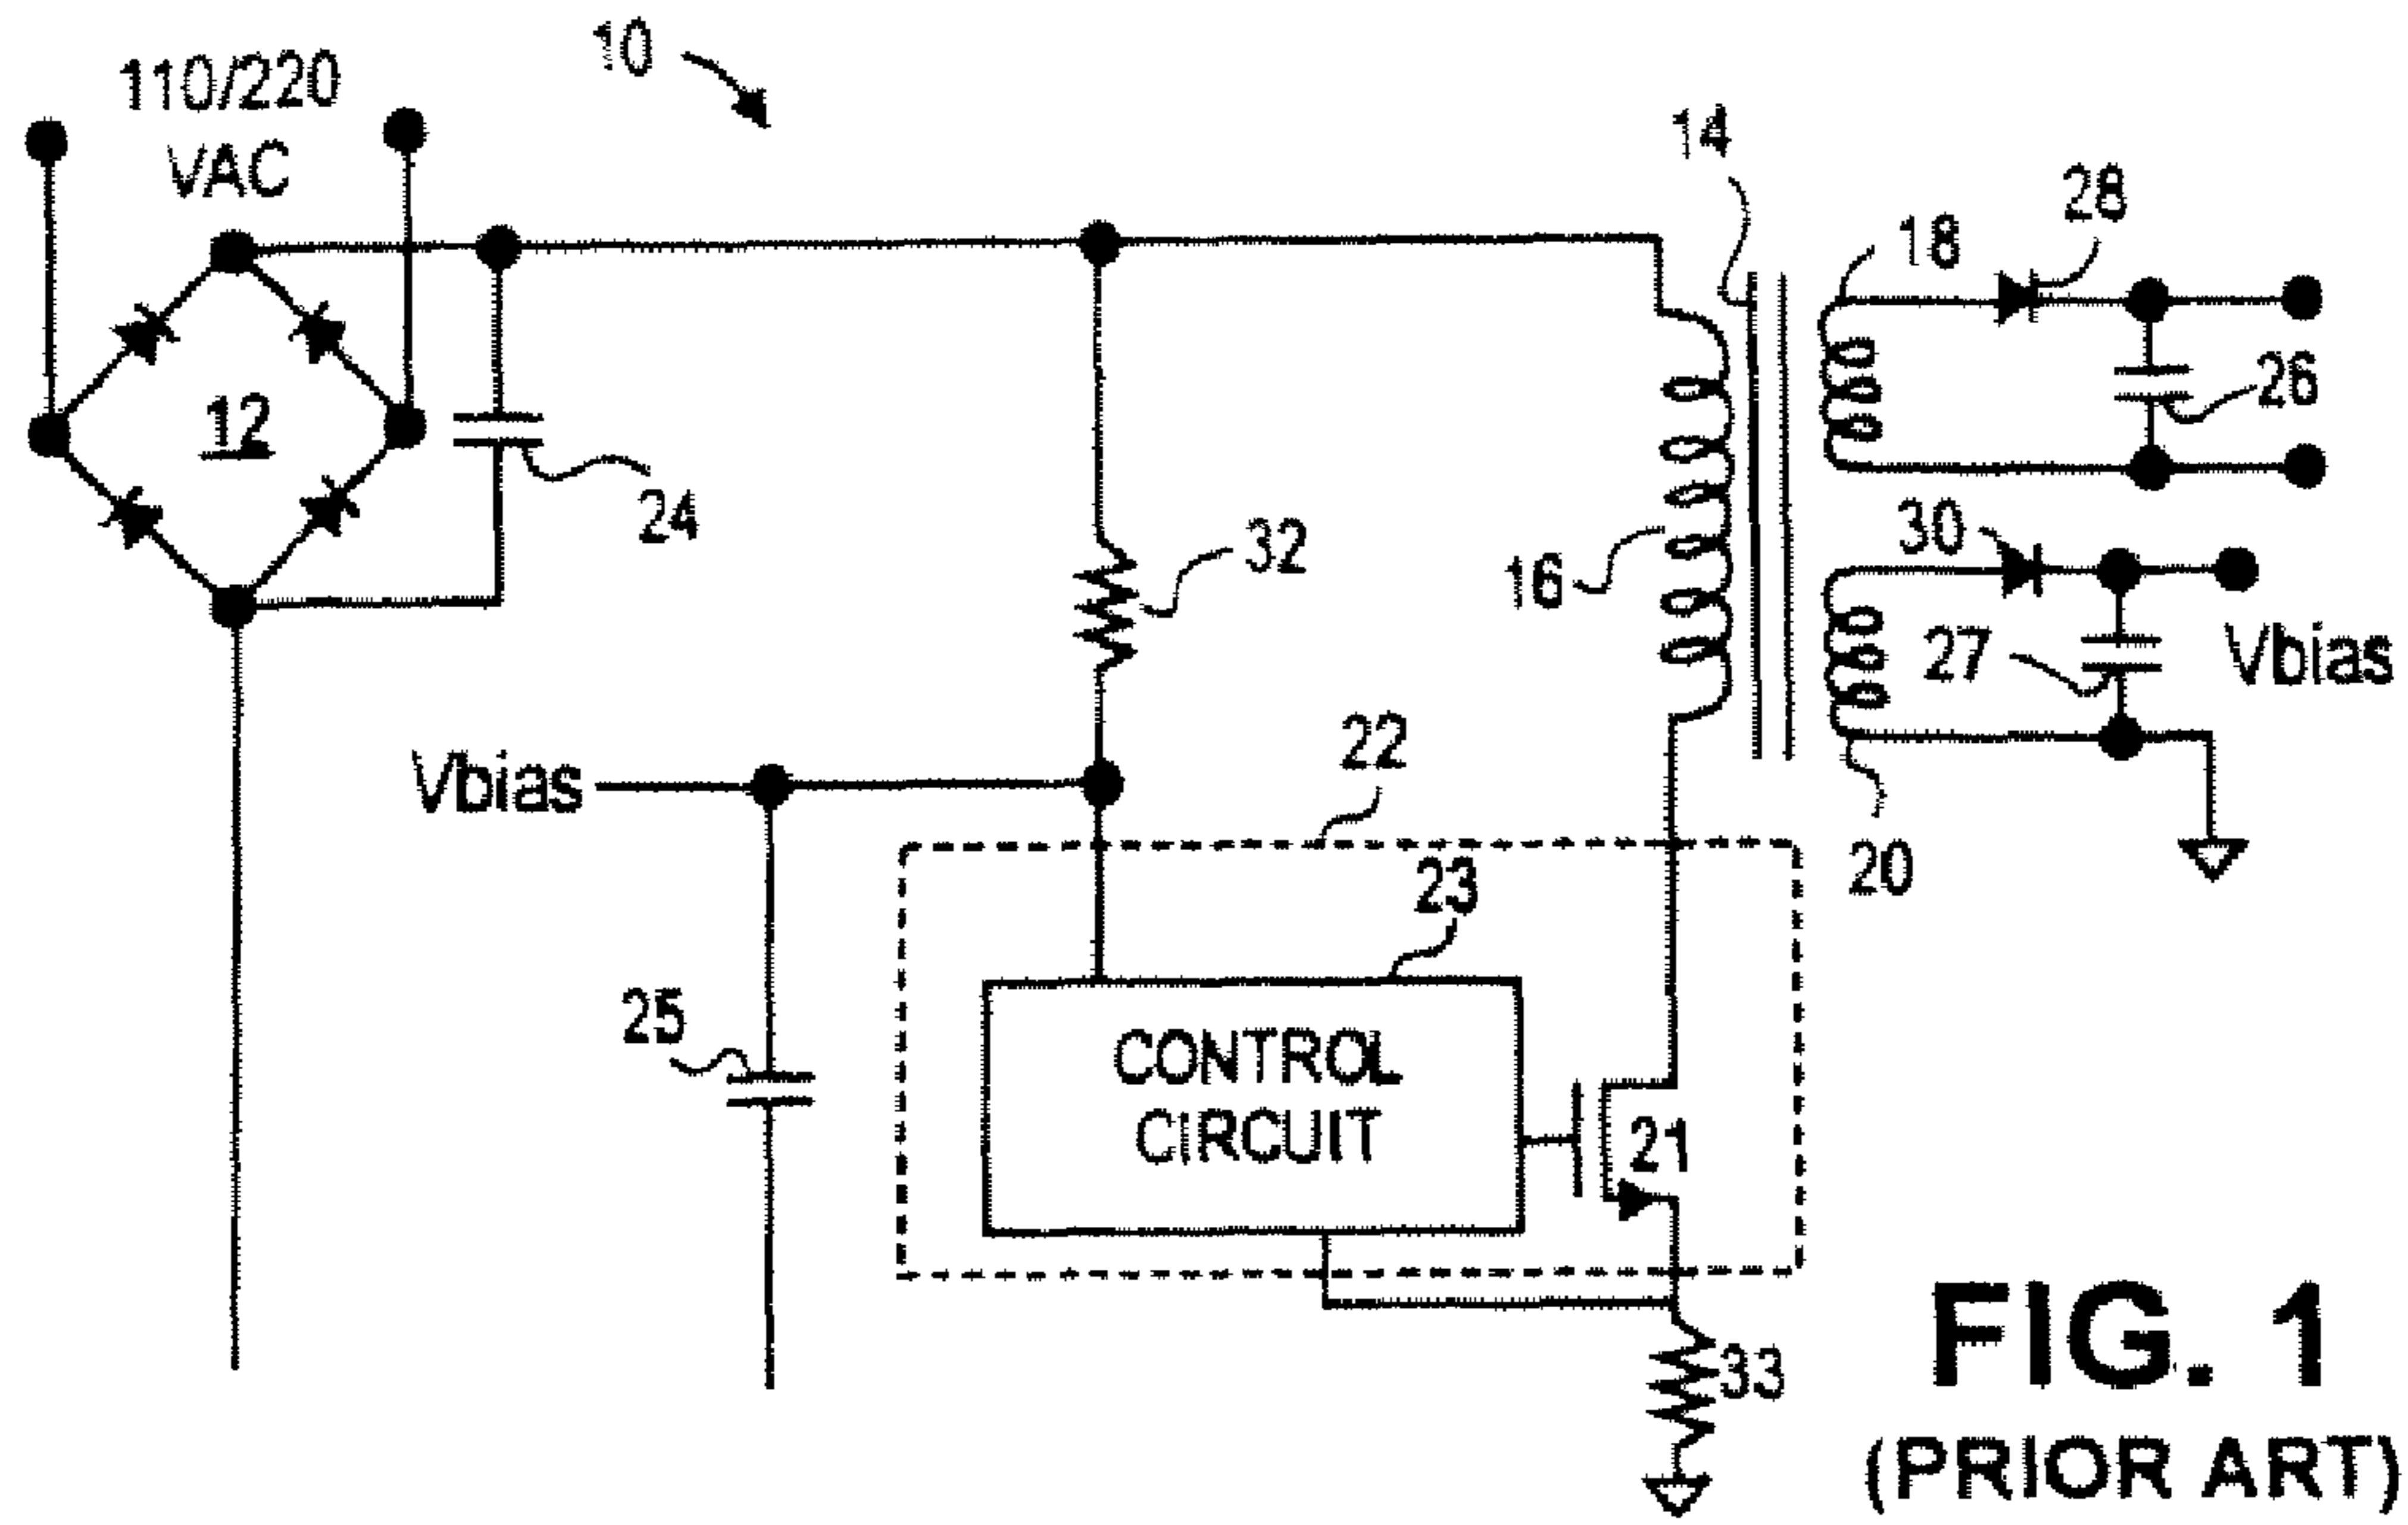 10
110/220
VAC
14
28
18
12
26
24
30
32
16
27
Vbias
22
Vbias
23
20
25
CONTROL
CIRCUIT
21
33
FIG. 1
(PRIOR ART)